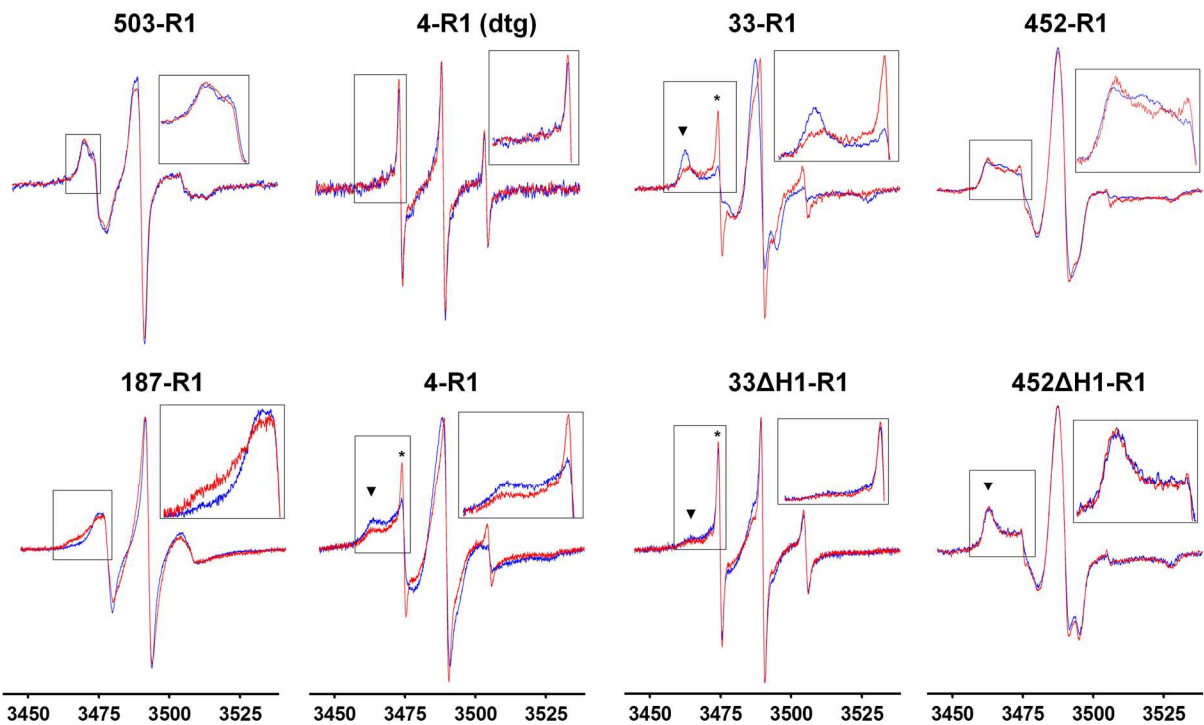 503-R1 4-R1 (dtg) 33-R1 452-R1
*
187-R1 4-R1 33ΔH1-R1 452ΔH1-R1
* *
3450 3475 3500 3525 3450 3475 3500 3525 3450 3475 3500 3525 3450 3475 3500 3525